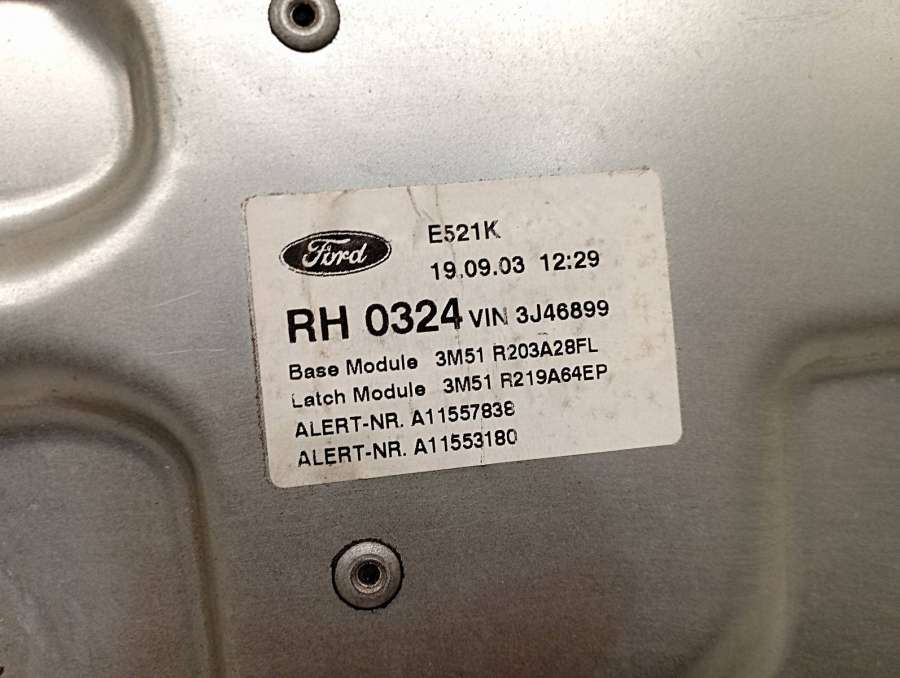 Ford
E521K
19.09.03 12:29
RH 0324 VIN 3J46899
Base Module 3M51 R203A28FL
Latch Module 3M51 R219A64EP
ALERT-NR. A11557838
ALERT-NR. A11553180